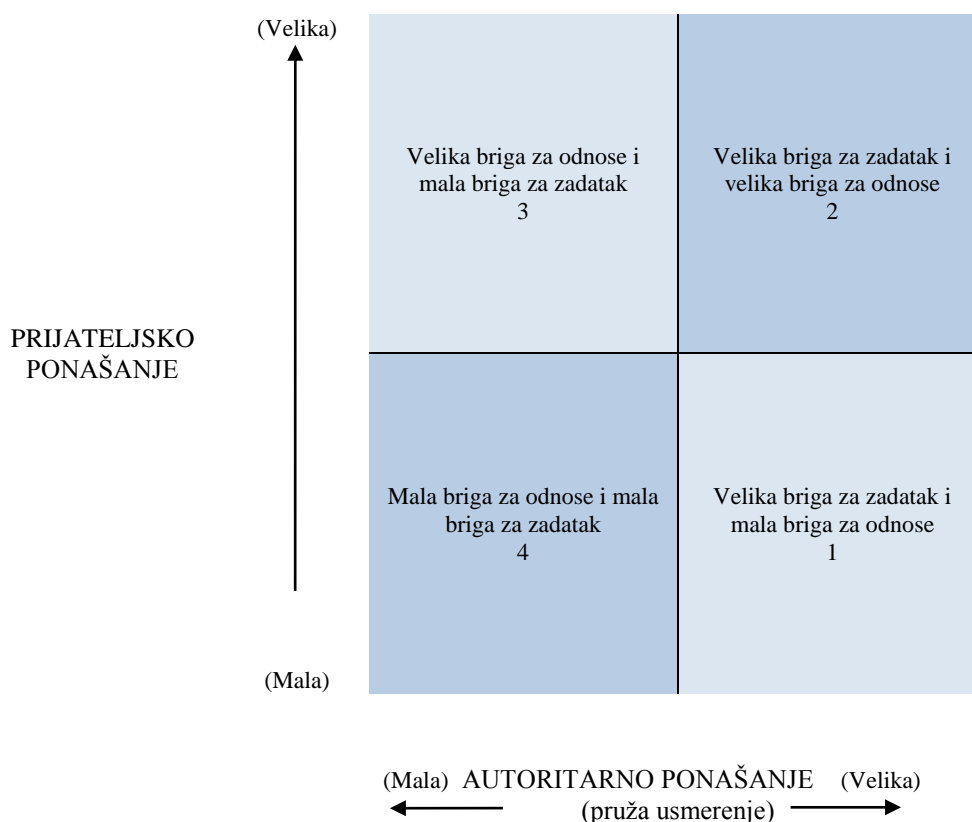 (Velika)
Velika briga za odnose i
mala briga za zadatak
3
Velika briga za zadatak i
velika briga za odnose
2
PRIJATELJSKO
PONAŠANJE
Mala briga za odnose i mala
briga za zadatak
4
Velika briga za zadatak i
mala briga za odnose
1
(Mala)
(Mala) AUTORITARNO PONAŠANJE (Velika)
(pruža usmerenje)